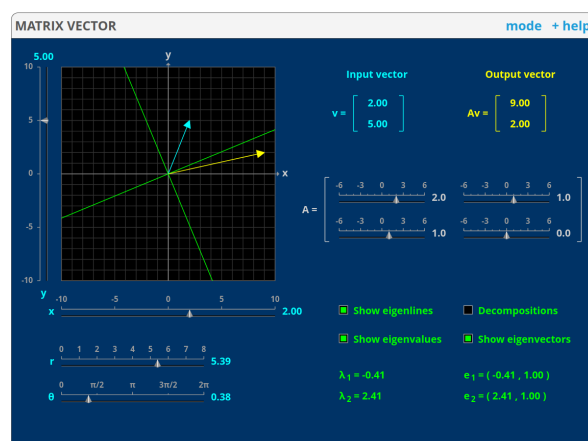 MATRIX VECTOR mode + help
5.00
y
10
5
0
-5
-10
x
y
-10 -5 0 5 10
x 2.00
0 1 2 3 4 5 6 7 8
r 5.39
0 π/2 π 3π/2 2π
θ 0.38
Input vector Output vector
v = [ 2.00 5.00 ] Av = [ 9.00 2.00 ]
A =
-6 -3 0 3 6 2.0 -6 -3 0 3 6 1.0
-6 -3 0 3 6 1.0 -6 -3 0 3 6 0.0
Show eigenlines Decompositions
Show eigenvalues Show eigenvectors
λ1 = -0.41 e1 = ( -0.41 , 1.00 )
λ2 = 2.41 e2 = ( 2.41 , 1.00 )